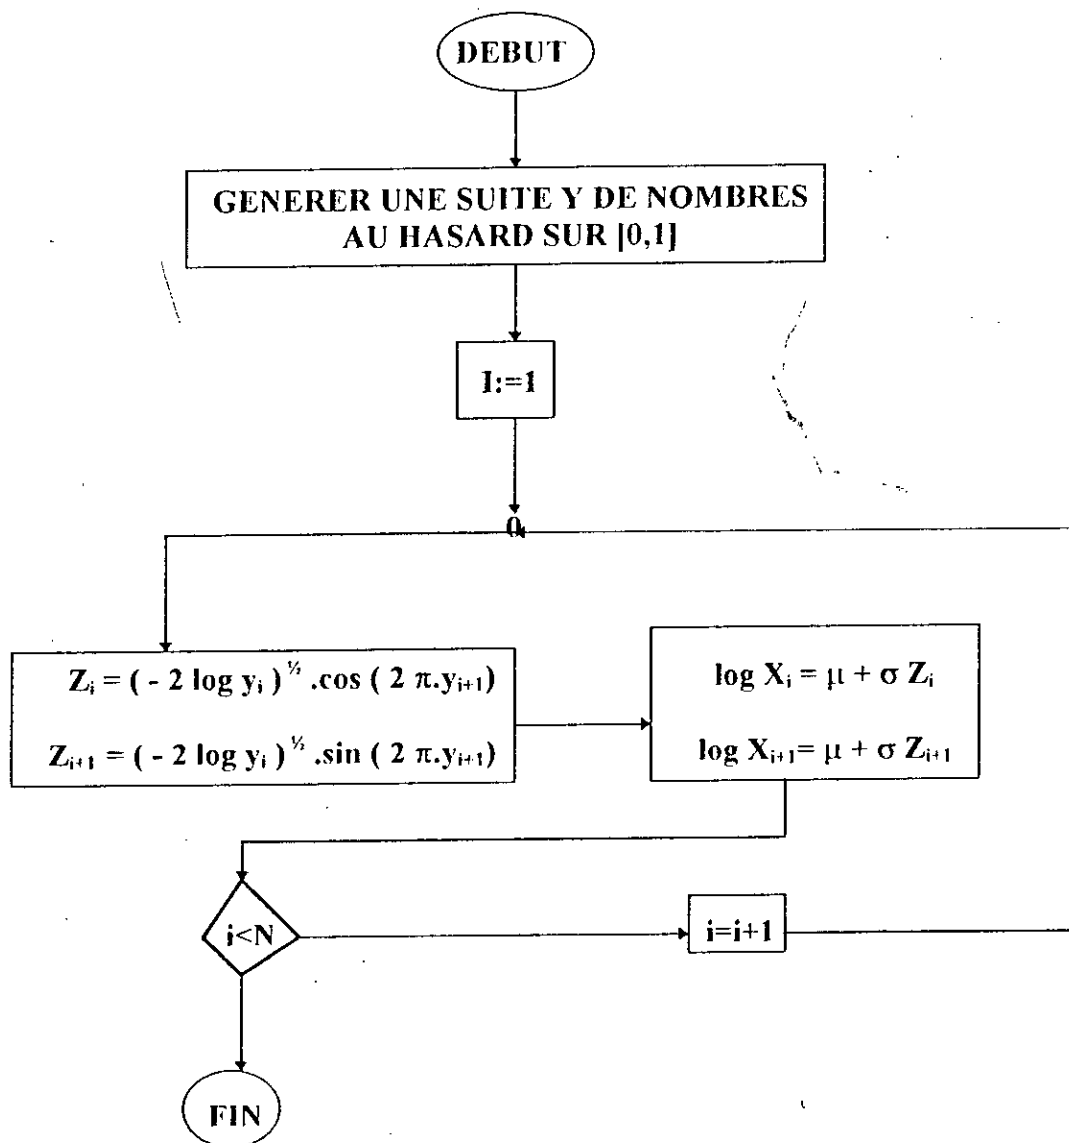 DEBUT
GENERER UNE SUITE Y DE NOMBRES
AU HASARD SUR [0,1]
I:=1
0
Zᵢ = ( - 2 log yᵢ ) ^½ .cos ( 2 π.yᵢ₊₁)
Zᵢ₊₁ = ( - 2 log yᵢ ) ^½ .sin ( 2 π.yᵢ₊₁)
log Xᵢ = µ + σ Zᵢ
log Xᵢ₊₁= µ + σ Zᵢ₊₁
i<N
i=i+1
FIN